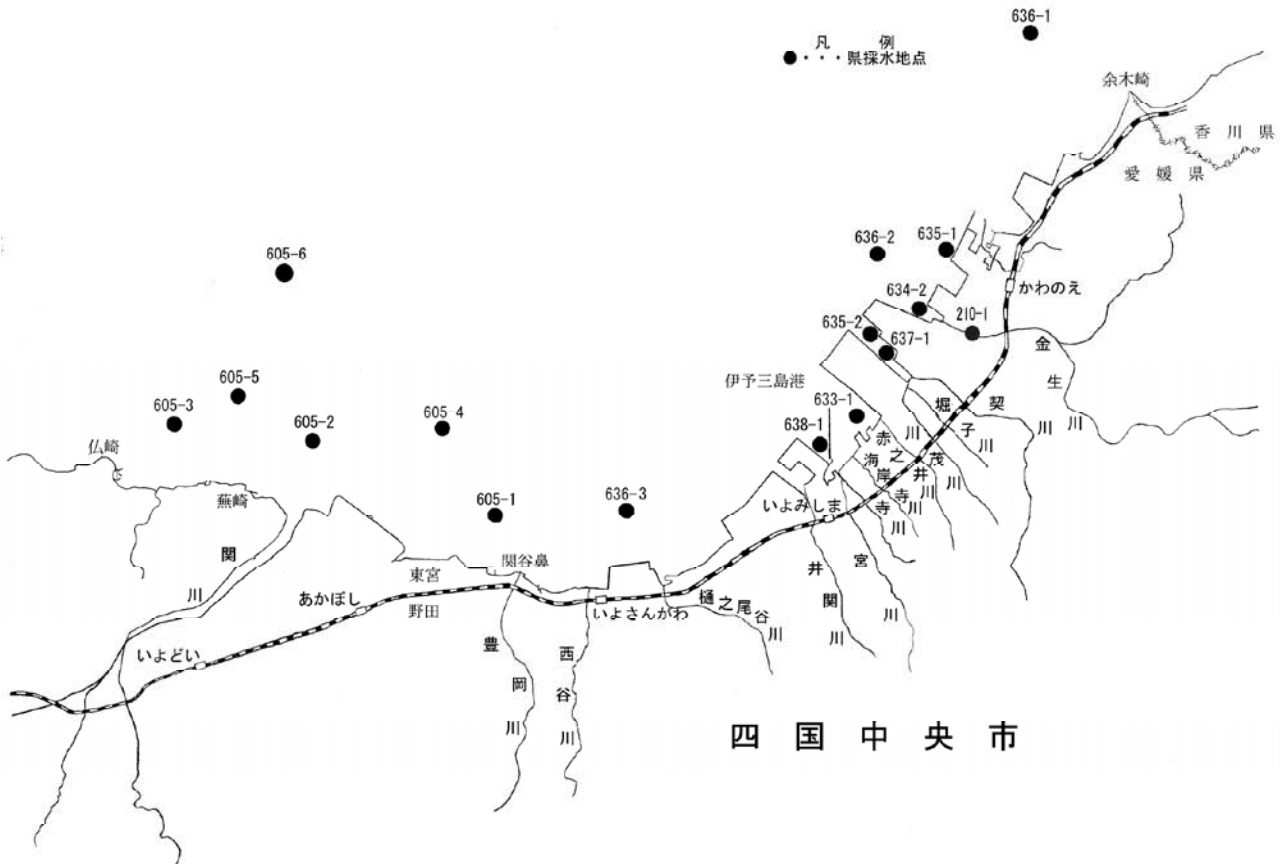 636-1
凡例
●・・・県採水地点
余木崎
香川県
愛媛県
636-2
635-1
605-6
かわのえ
634-2
210-1
635-2
637-1
金生川
伊予三島港
605-5
605-3
605-2
605-4
633-1
638-1
堀川
契川
子川
赤之井川
茂川
海岸寺川
寺川
仏崎
蕪崎
605-1
636-3
いよみしま
関川
関谷鼻
東宮
野田
あかぼし
いよさんがわ
樋之尾谷川
井関川
宮川
いよどい
豊岡川
西谷川
四国中央市